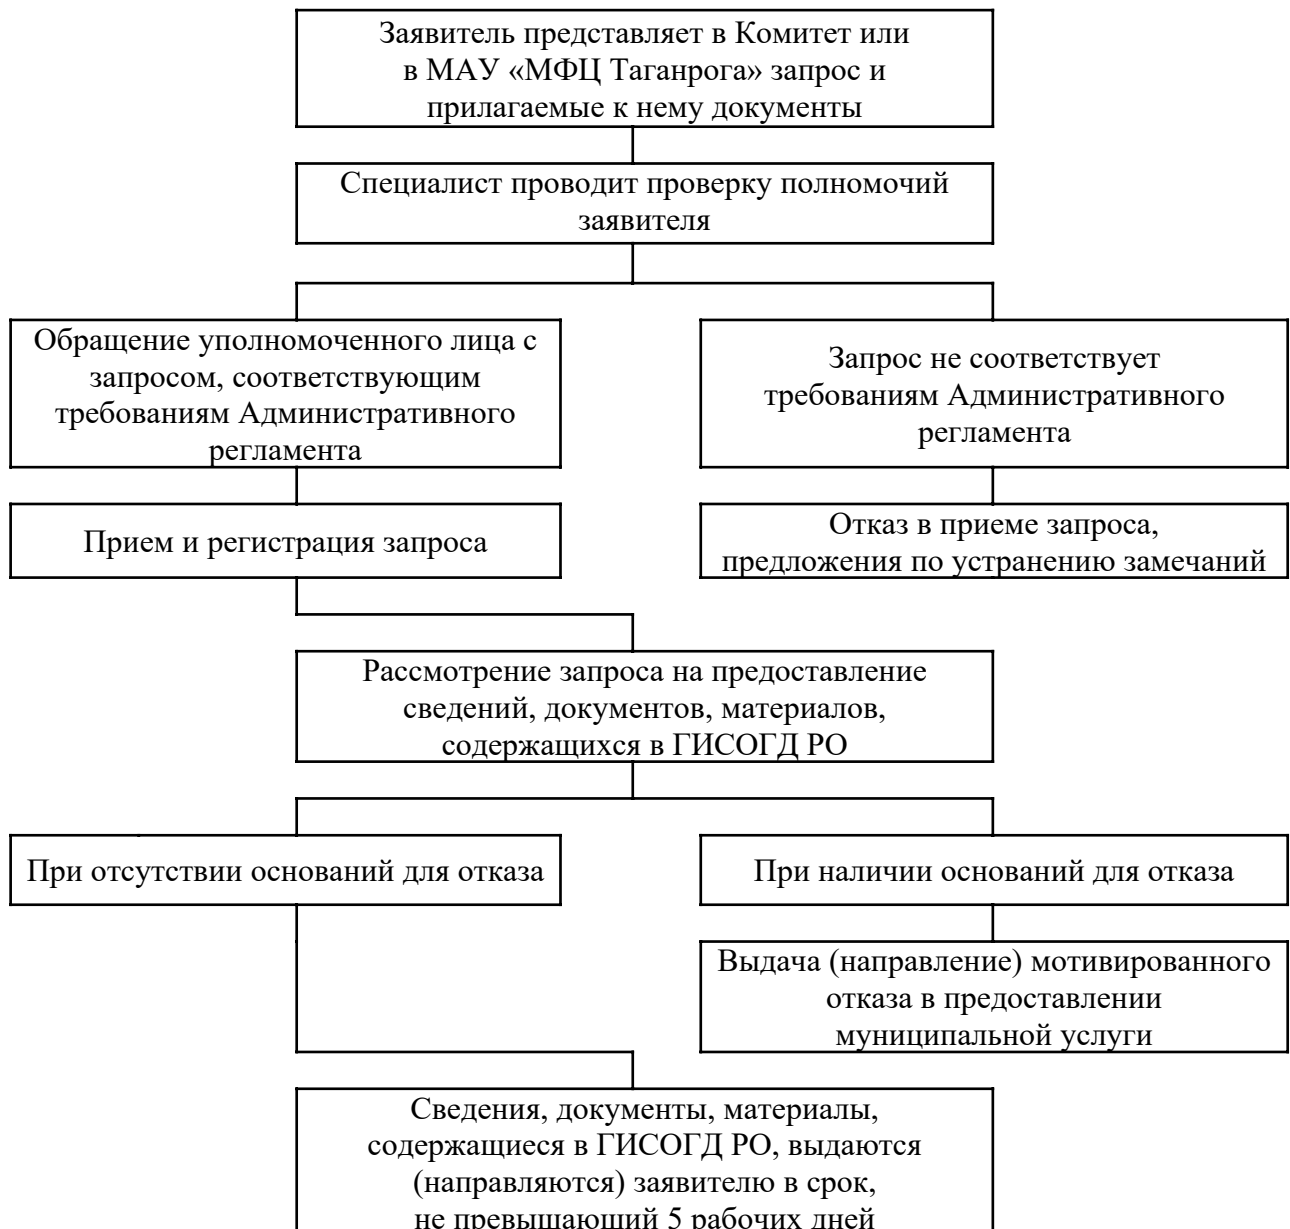 Заявитель представляет в Комитет или
в МАУ «МФЦ Таганрога» запрос и
прилагаемые к нему документы
Специалист проводит проверку полномочий
заявителя
Обращение уполномоченного лица с
запросом, соответствующим
требованиям Административного
регламента
Запрос не соответствует
требованиям Административного
регламента
Прием и регистрация запроса
Отказ в приеме запроса,
предложения по устранению замечаний
Рассмотрение запроса на предоставление
сведений, документов, материалов,
содержащихся в ГИСОГД РО
При отсутствии оснований для отказа
При наличии оснований для отказа
Выдача (направление) мотивированного
отказа в предоставлении
муниципальной услуги
Сведения, документы, материалы,
содержащиеся в ГИСОГД РО, выдаются
(направляются) заявителю в срок,
не превышающий 5 рабочих дней